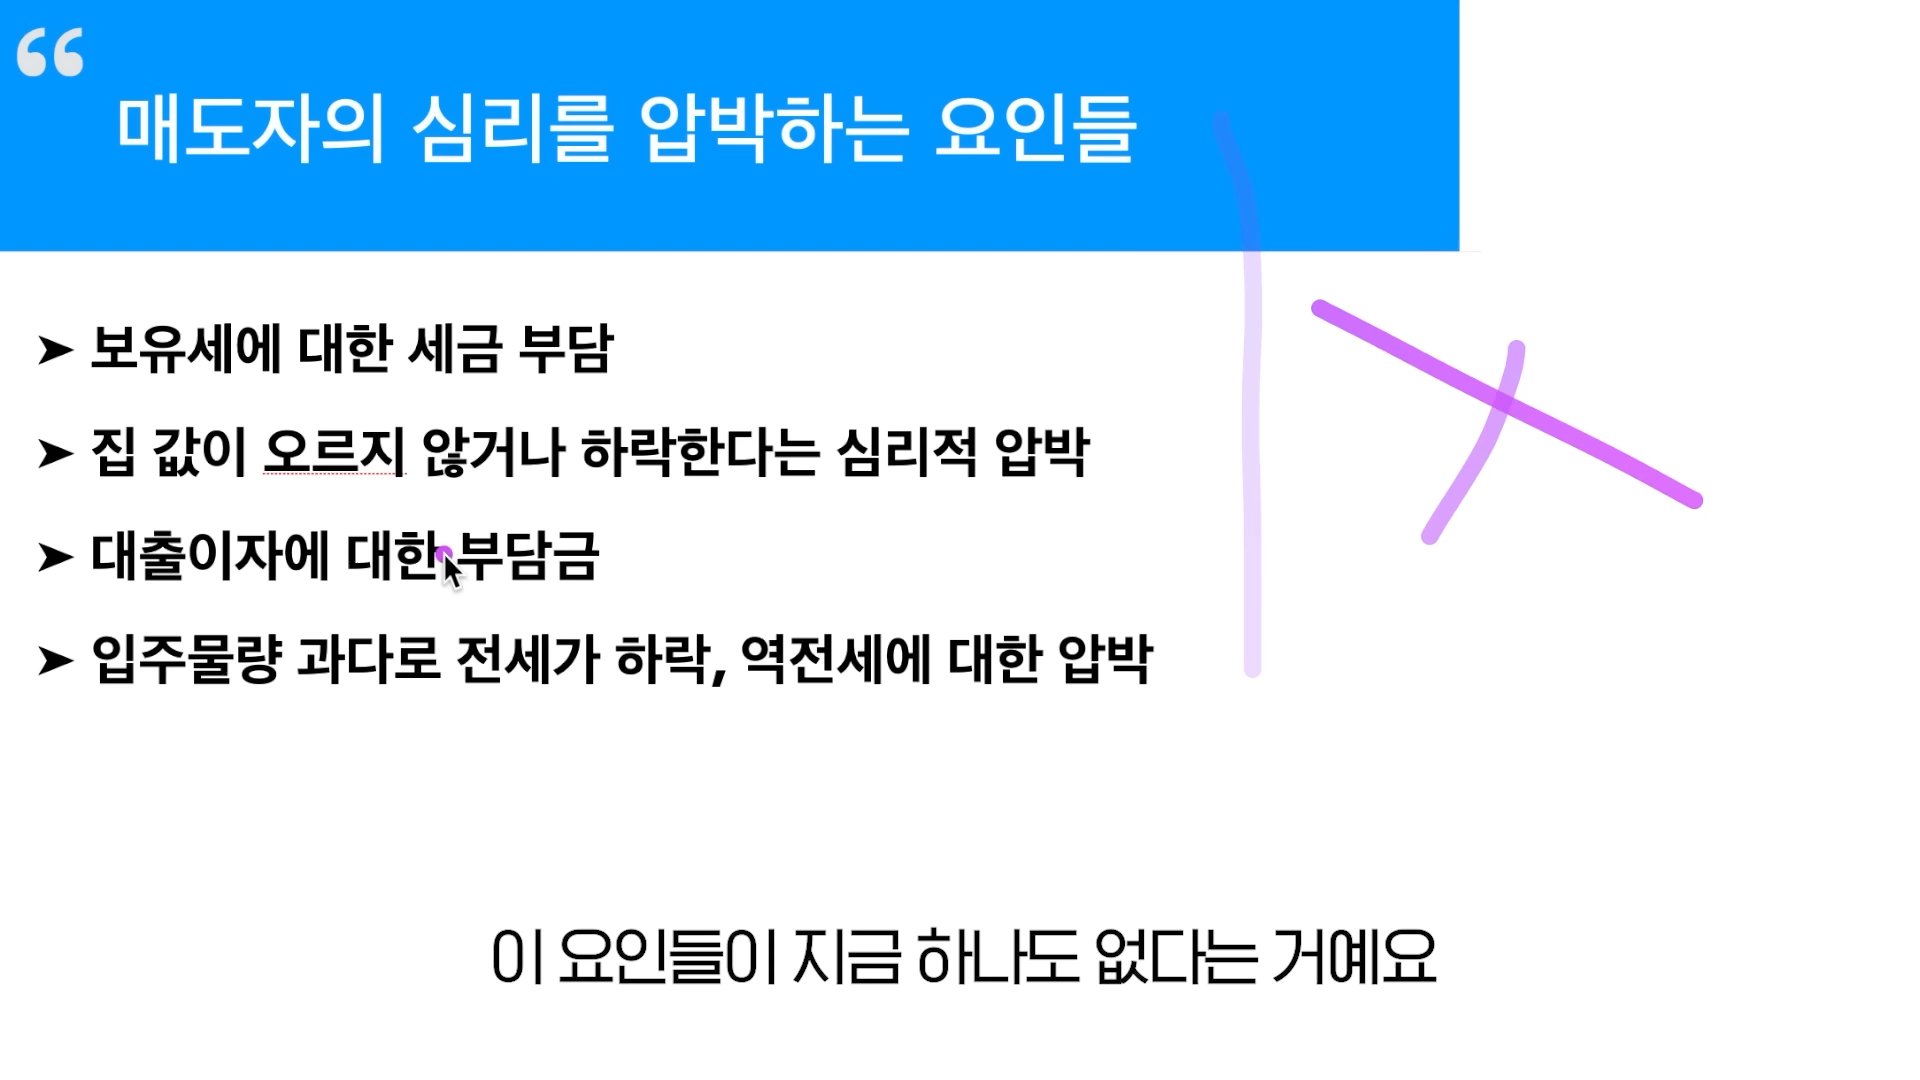 “
매도자의 심리를 압박하는 요인들
➤ 보유세에 대한 세금 부담
➤ 집 값이 오르지 않거나 하락한다는 심리적 압박
➤ 대출이자에 대한 부담금
➤ 입주물량 과다로 전세가 하락, 역전세에 대한 압박
이 요인들이 지금 하나도 없다는 거예요